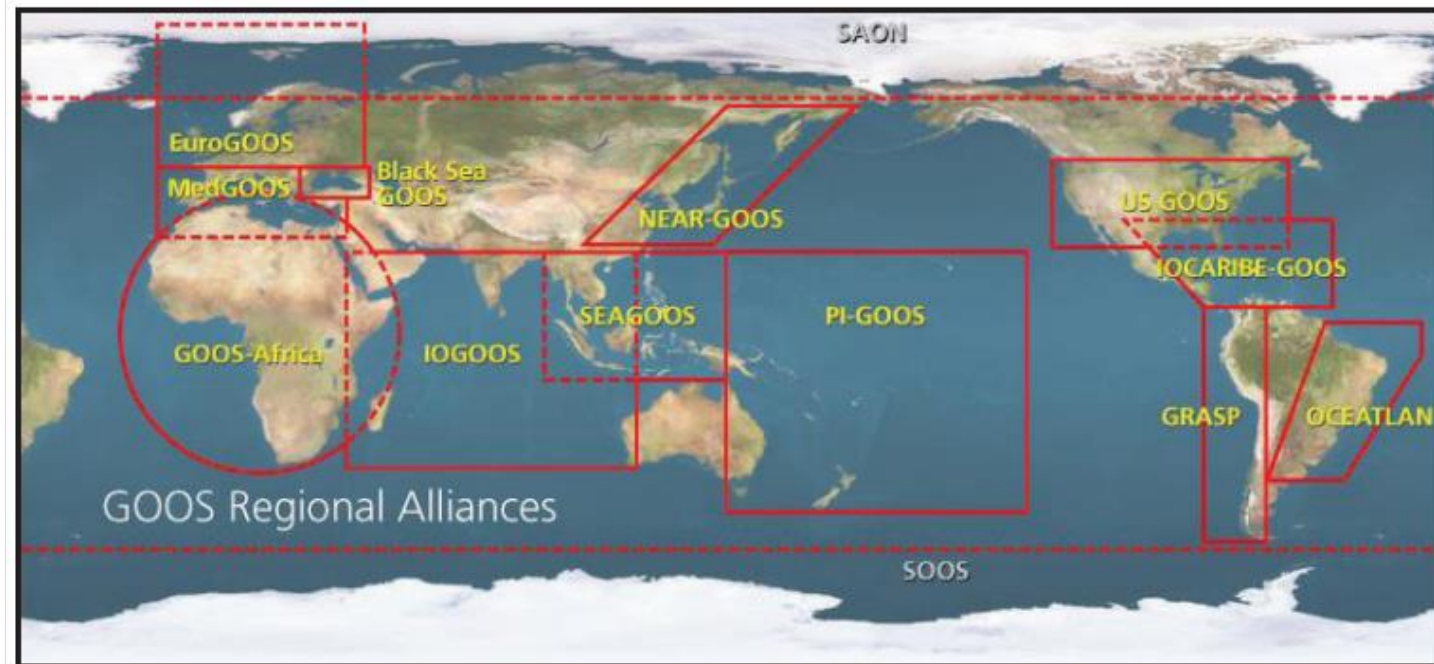 SAON
EuroGOOS
MedGOOS
Black Sea
GOOS
NEAR-GOOS
US GOOS
IOCARIBE-GOOS
SEAGOOS
PI-GOOS
GOOS-Africa
IOGOOS
GRASP
OCEATLAN
GOOS Regional Alliances
SOOS